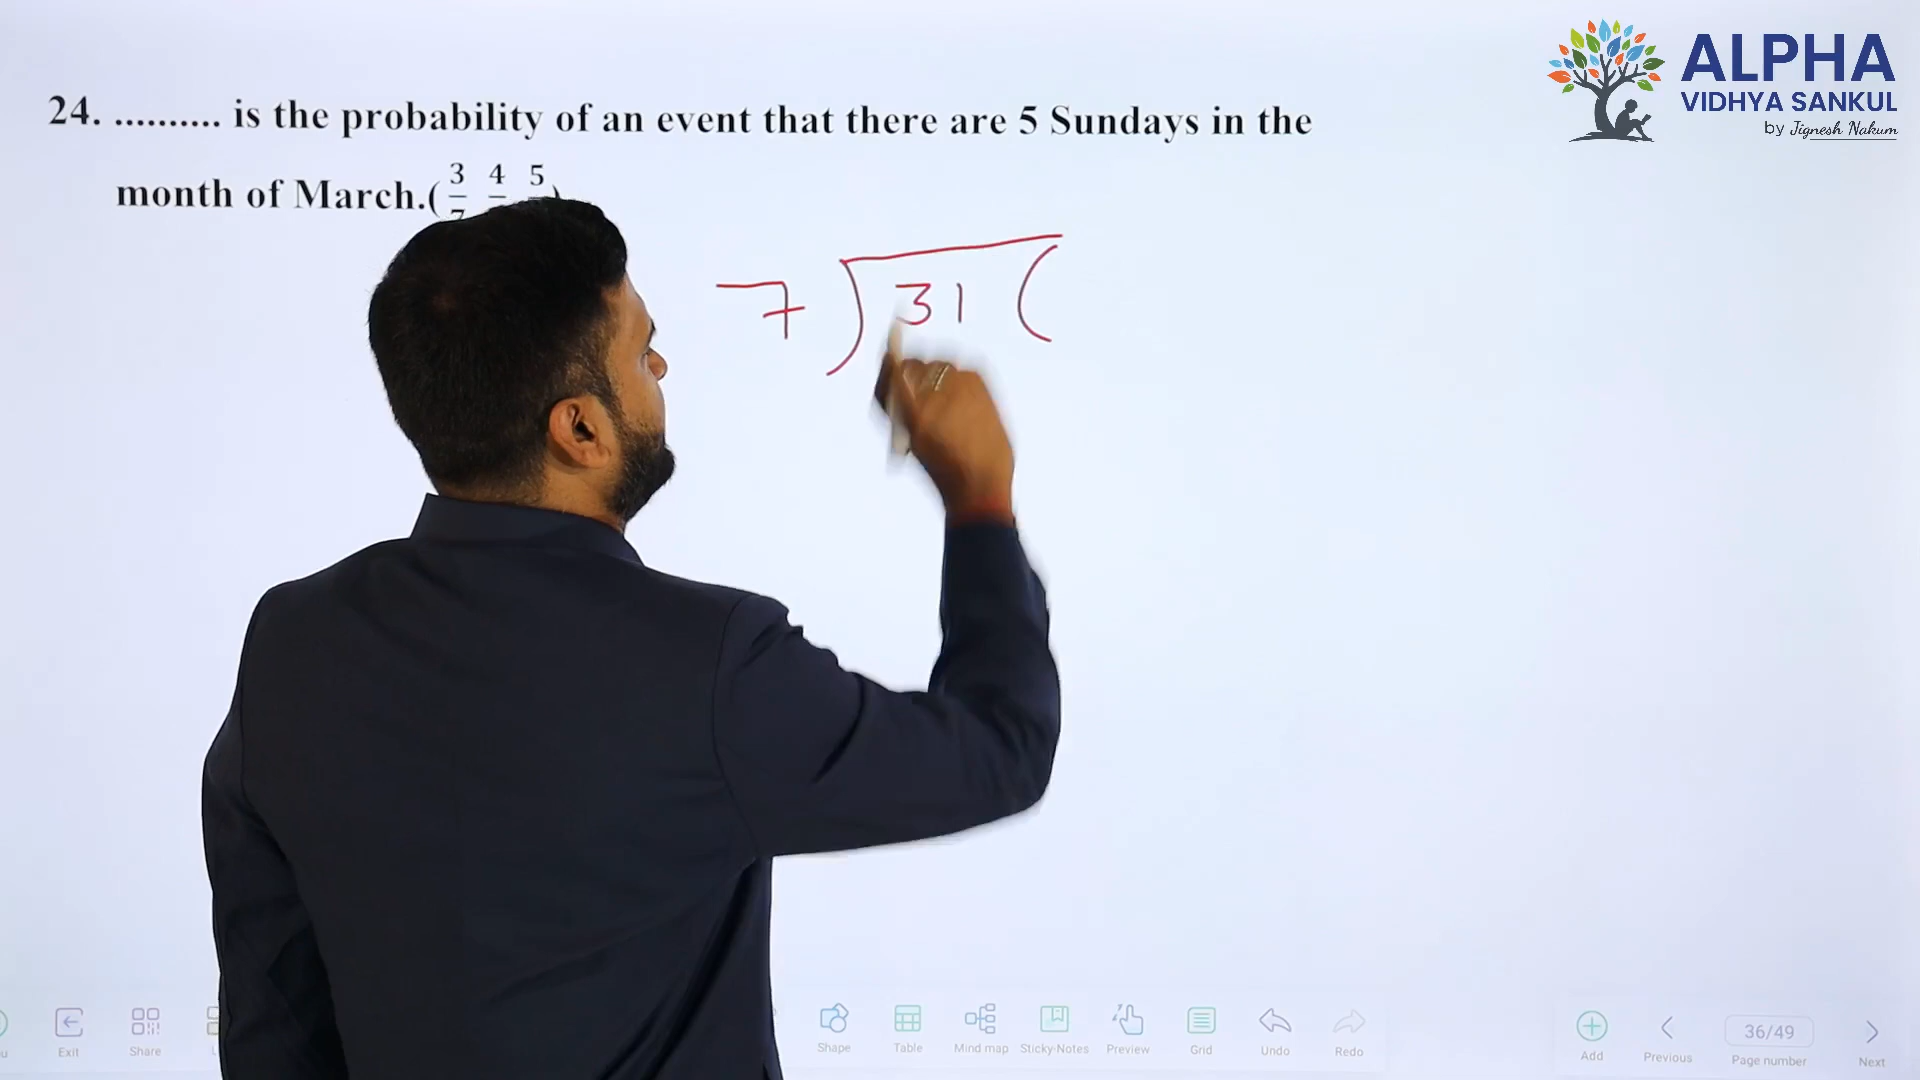 24. .......... is the probability of an event that there are 5 Sundays in the
month of March.(3/7 4 5
7 ) 31 (
ALPHA
VIDHYA SANKUL
by Jignesh Nakum
Exit
Share
Shape
Table
Mind map
Sticky-Notes
Preview
Grid
Undo
Redo
Add
Previous
36/49
Page number
Next